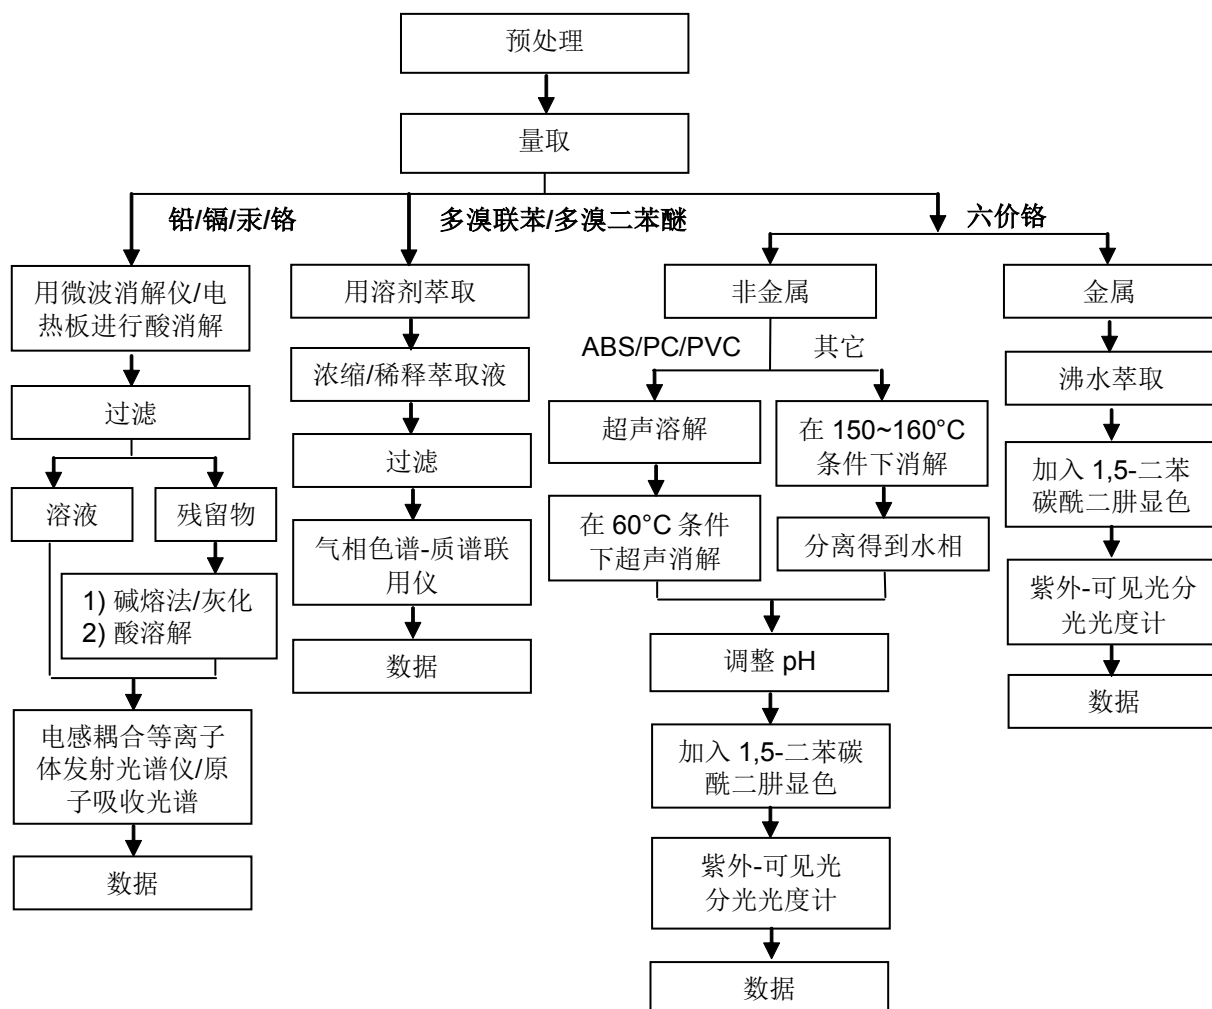 预处理
量取
铅/镉/汞/铬
多溴联苯/多溴二苯醚
六价铬
用微波消解仪/电
热板进行酸消解
过滤
溶液
残留物
1) 碱熔法/灰化
2) 酸溶解
电感耦合等离子
体发射光谱仪/原
子吸收光谱
数据
用溶剂萃取
浓缩/稀释萃取液
过滤
气相色谱-质谱联
用仪
数据
非金属
ABS/PC/PVC
其它
超声溶解
在 60°C 条件
下超声消解
在 150~160°C
条件下消解
分离得到水相
调整 pH
加入 1,5-二苯碳
酰二肼显色
紫外-可见光
分光光度计
数据
金属
沸水萃取
加入 1,5-二苯
碳酰二肼显色
紫外-可见光分
光光度计
数据